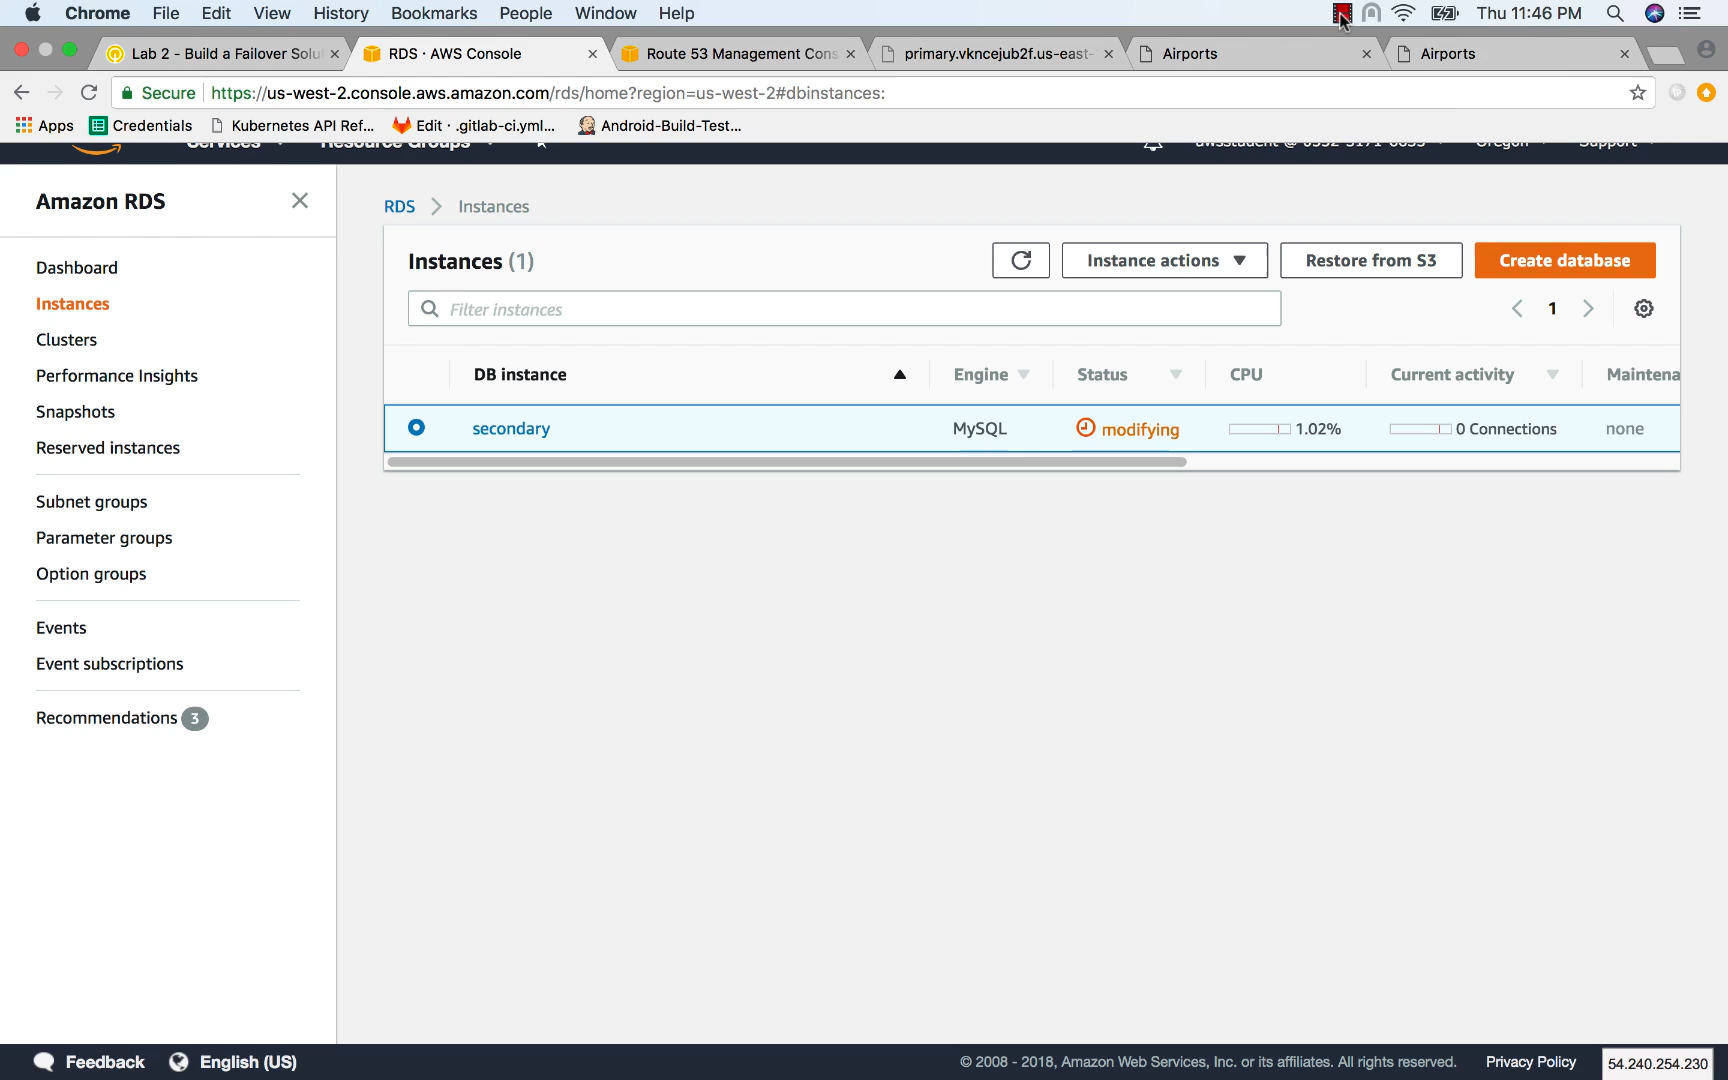 Chrome File Edit View History Bookmarks People Window Help Thu 11:46 PM
Lab 2 - Build a Failover Solu RDS · AWS Console Route 53 Management Cons primary.vkncejub2f.us-east- Airports Airports
Secure https://us-west-2.console.aws.amazon.com/rds/home?region=us-west-2#dbinstances:
Apps Credentials Kubernetes API Ref... Edit · .gitlab-ci.yml... Android-Build-Test...
Services Resource Groups Oregon Support
Amazon RDS
Dashboard
Instances
Clusters
Performance Insights
Snapshots
Reserved instances
Subnet groups
Parameter groups
Option groups
Events
Event subscriptions
Recommendations 3
RDS Instances
Instances (1) Instance actions Restore from S3 Create database
Filter instances 1
DB instance Engine Status CPU Current activity Maintena
secondary MySQL modifying 1.02% 0 Connections none
Feedback English (US) © 2008 - 2018, Amazon Web Services, Inc. or its affiliates. All rights reserved. Privacy Policy 54.240.254.230